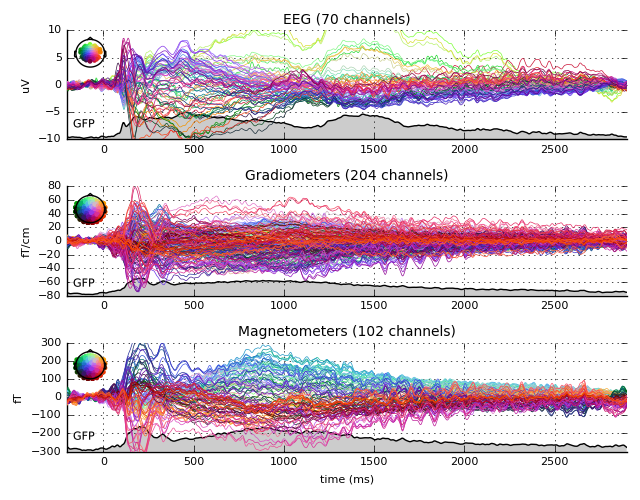 EEG (70 channels)
10
5
0
−5
−10
uV
GFP
0 500 1000 1500 2000 2500
Gradiometers (204 channels)
80
60
40
20
0
−20
−40
−60
−80
fT/cm
GFP
0 500 1000 1500 2000 2500
Magnetometers (102 channels)
300
200
100
0
−100
−200
−300
fT
GFP
0 500 1000 1500 2000 2500
time (ms)